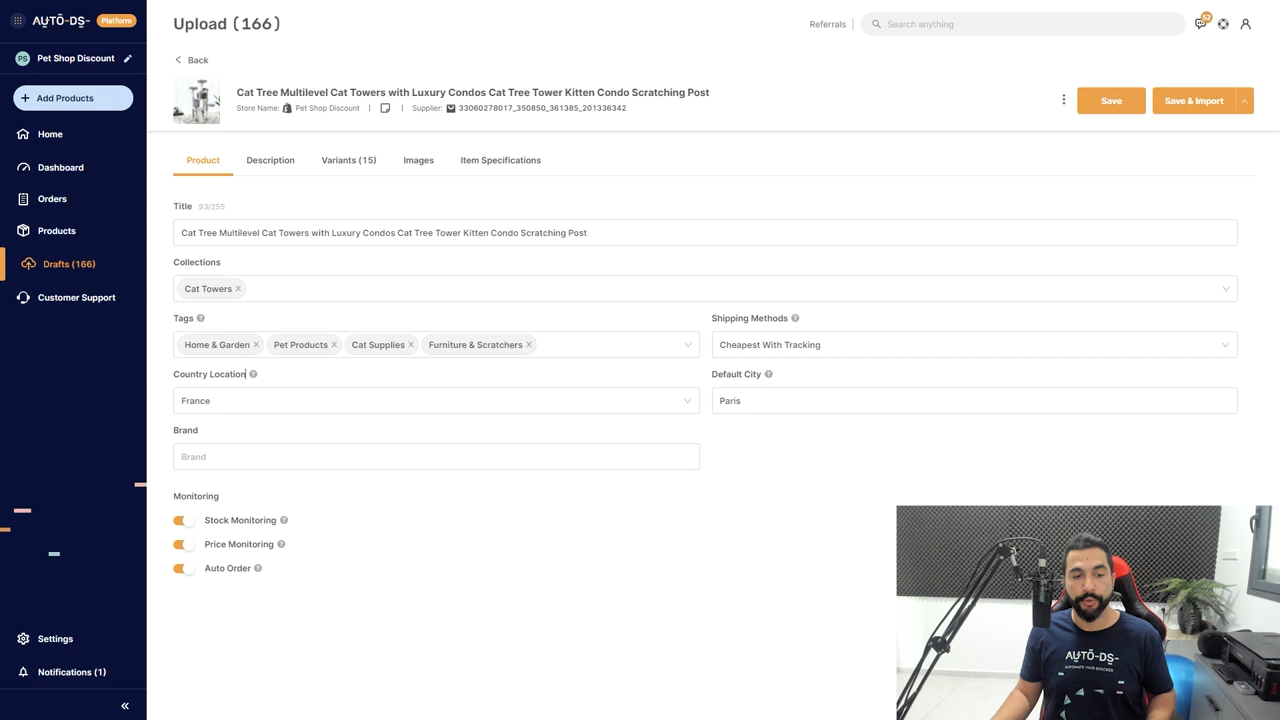 AUTO-DS- Platform
PS Pet Shop Discount
+ Add Products
Home
Dashboard
Orders
Products
Drafts (166)
Customer Support
Settings
Notifications (1)
Upload (166)
Referrals
Search anything
52
Back
Cat Tree Multilevel Cat Towers with Luxury Condos Cat Tree Tower Kitten Condo Scratching Post
Store Name: Pet Shop Discount | | Supplier: 33060278017_350850_361385_201336342
Save
Save & Import
Product
Description
Variants (15)
Images
Item Specifications
Title 93/255
Cat Tree Multilevel Cat Towers with Luxury Condos Cat Tree Tower Kitten Condo Scratching Post
Collections
Cat Towers ×
Tags ?
Shipping Methods ?
Home & Garden × Pet Products × Cat Supplies × Furniture & Scratchers ×
Cheapest With Tracking
Country Location ?
Default City ?
France
Paris
Brand
Brand
Monitoring
Stock Monitoring ?
Price Monitoring ?
Auto Order ?
AUTO-DS-
AUTOMATE YOUR SUCCESS